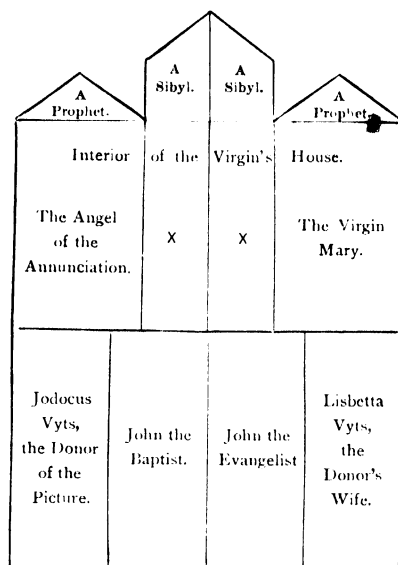 A
Sibyl.
A
Sibyl.
A
Prophet.
A
Prophet.
Interior of the Virgin's House.
The Angel
of the
Annunciation.
X
X
The Virgin
Mary.
Jodocus
Vyts,
the Donor
of the
Picture.
John the
Baptist.
John the
Evangelist
Lisbetta
Vyts,
the
Donor's
Wife.